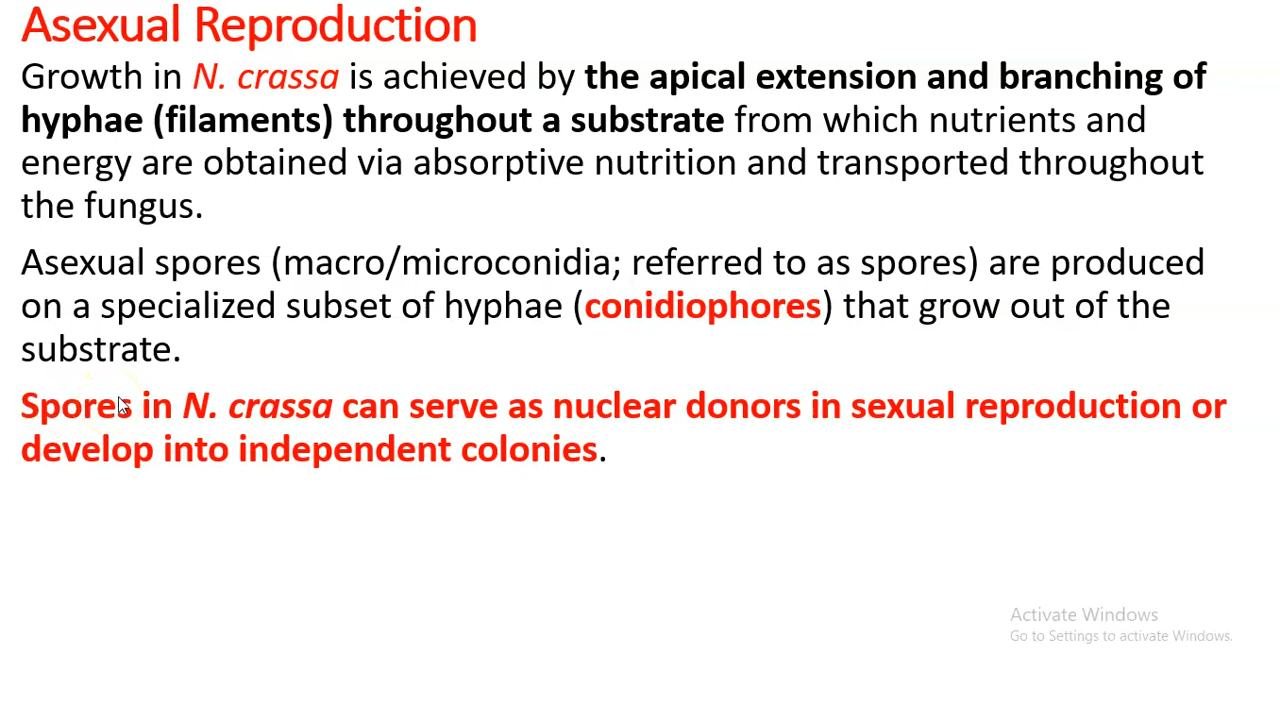 Asexual Reproduction
Growth in N. crassa is achieved by the apical extension and branching of
hyphae (filaments) throughout a substrate from which nutrients and
energy are obtained via absorptive nutrition and transported throughout
the fungus.
Asexual spores (macro/microconidia; referred to as spores) are produced
on a specialized subset of hyphae (conidiophores) that grow out of the
substrate.
Spores in N. crassa can serve as nuclear donors in sexual reproduction or
develop into independent colonies.
Activate Windows
Go to Settings to activate Windows.